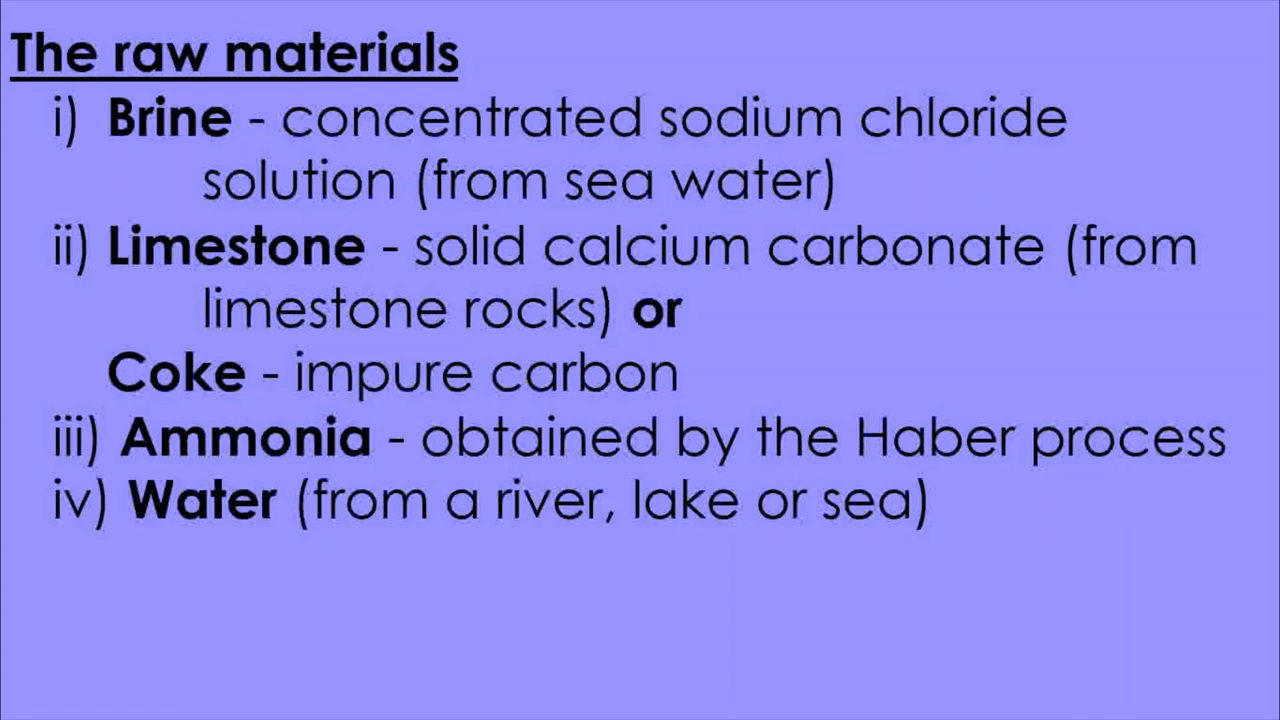 The raw materials
i) Brine - concentrated sodium chloride
solution (from sea water)
ii) Limestone - solid calcium carbonate (from
limestone rocks) or
Coke - impure carbon
iii) Ammonia - obtained by the Haber process
iv) Water (from a river, lake or sea)